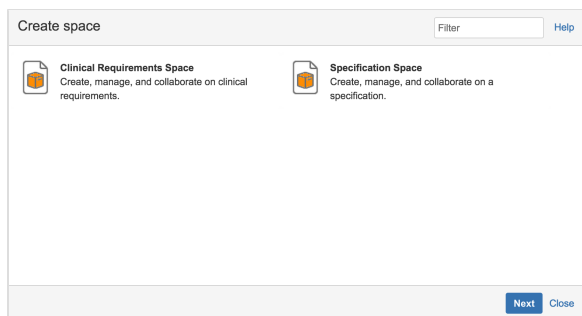 Create space
Filter
Help
Clinical Requirements Space
Create, manage, and collaborate on clinical
requirements.
Specification Space
Create, manage, and collaborate on a
specification.
Next
Close